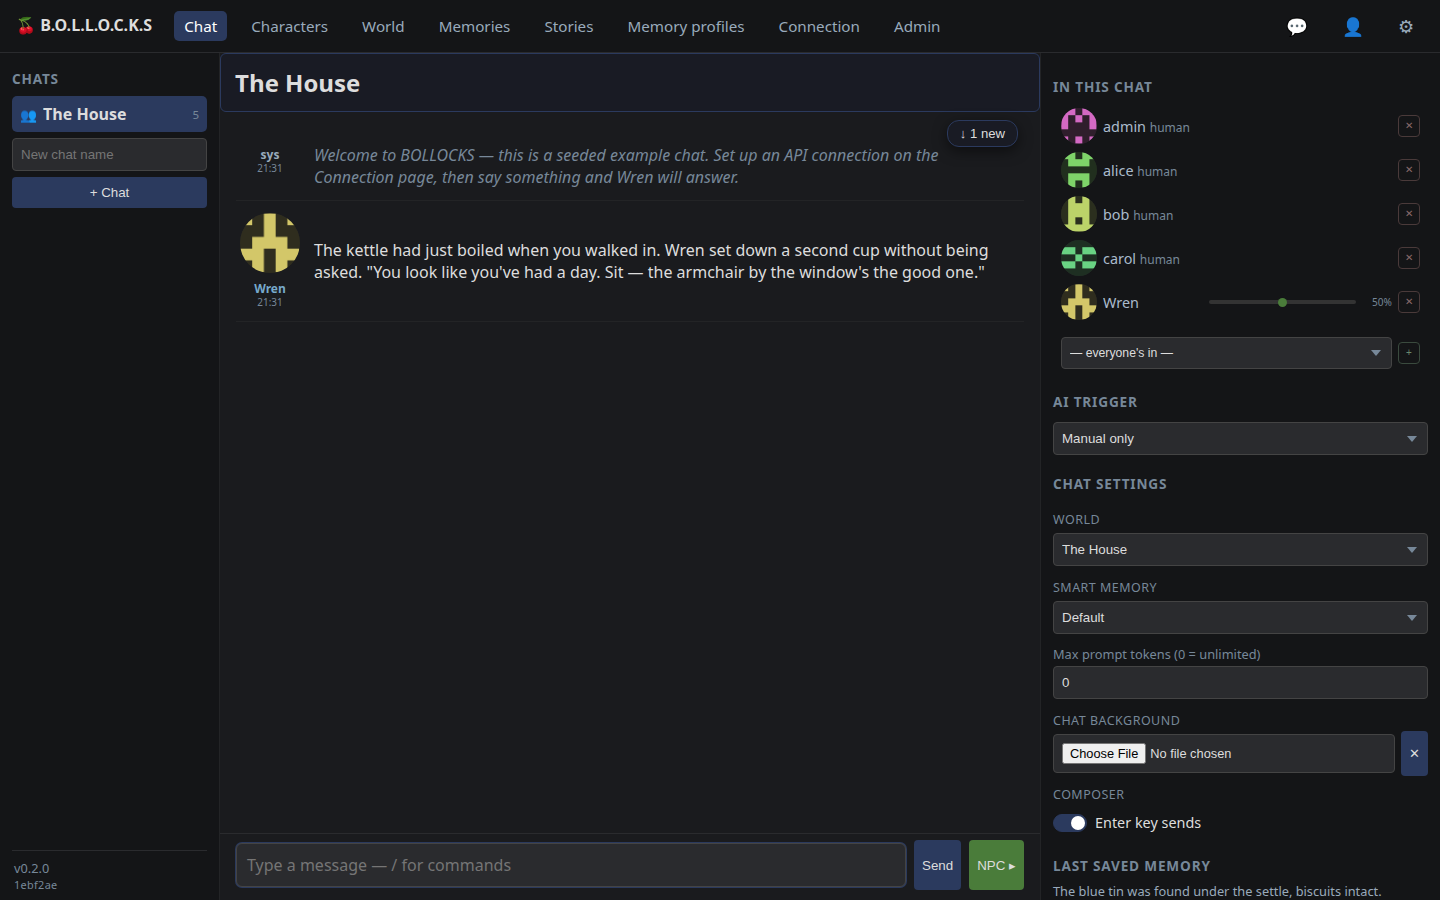 🍒 B.O.L.L.O.C.K.S
Chat
Characters
World
Memories
Stories
Memory profiles
Connection
Admin
CHATS
The House
5
New chat name
+ Chat
v0.2.0
1ebf2ae
The House
↓ 1 new
sys
21:31
Welcome to BOLLOCKS — this is a seeded example chat. Set up an API connection on the
Connection page, then say something and Wren will answer.
The kettle had just boiled when you walked in. Wren set down a second cup without being
asked. "You look like you've had a day. Sit — the armchair by the window's the good one."
Wren
21:31
Type a message — / for commands
Send
NPC ▸
IN THIS CHAT
admin human
✕
alice human
✕
bob human
✕
carol human
✕
Wren
50%
✕
— everyone's in —
+
AI TRIGGER
Manual only
CHAT SETTINGS
WORLD
The House
SMART MEMORY
Default
Max prompt tokens (0 = unlimited)
0
CHAT BACKGROUND
Choose File No file chosen
✕
COMPOSER
Enter key sends
LAST SAVED MEMORY
The blue tin was found under the settle, biscuits intact.